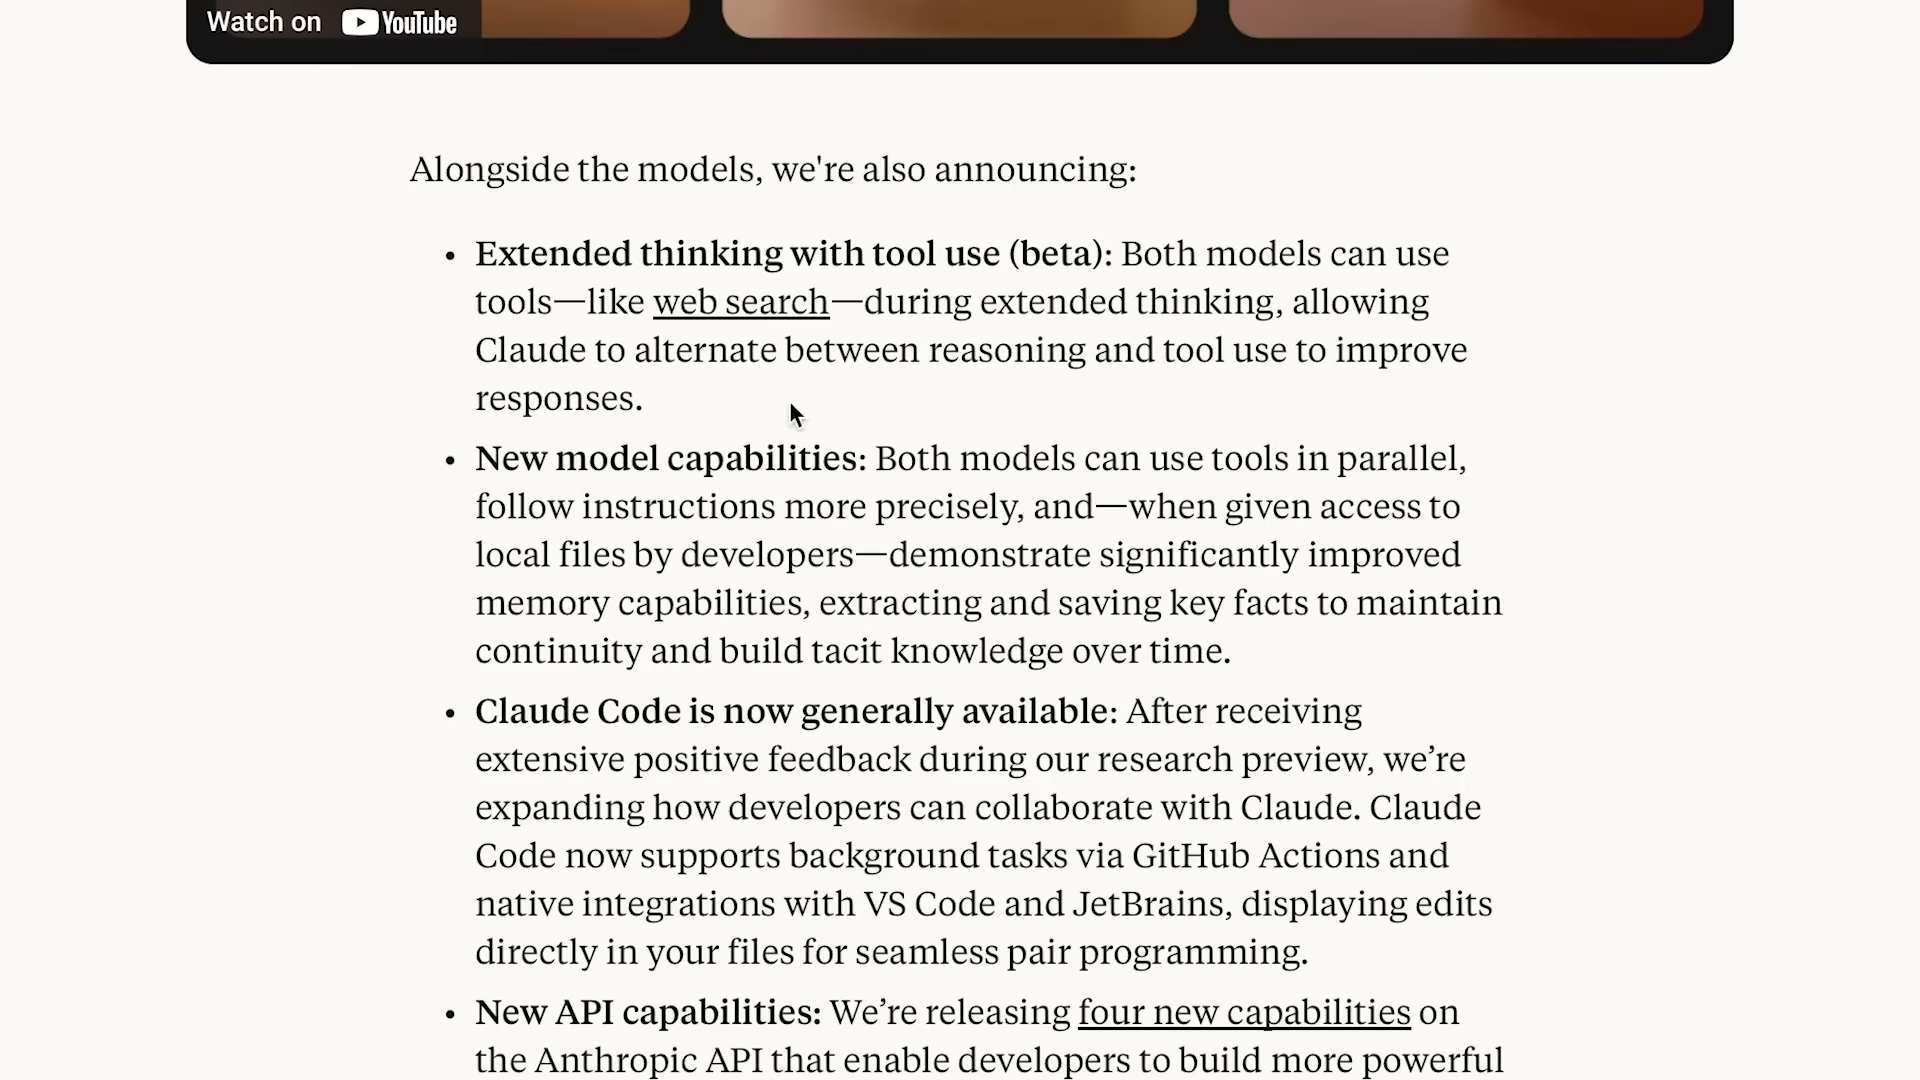 Watch on YouTube
Alongside the models, we're also announcing:
• Extended thinking with tool use (beta): Both models can use
tools—like web search—during extended thinking, allowing
Claude to alternate between reasoning and tool use to improve
responses.
• New model capabilities: Both models can use tools in parallel,
follow instructions more precisely, and—when given access to
local files by developers—demonstrate significantly improved
memory capabilities, extracting and saving key facts to maintain
continuity and build tacit knowledge over time.
• Claude Code is now generally available: After receiving
extensive positive feedback during our research preview, we’re
expanding how developers can collaborate with Claude. Claude
Code now supports background tasks via GitHub Actions and
native integrations with VS Code and JetBrains, displaying edits
directly in your files for seamless pair programming.
• New API capabilities: We’re releasing four new capabilities on
the Anthropic API that enable developers to build more powerful